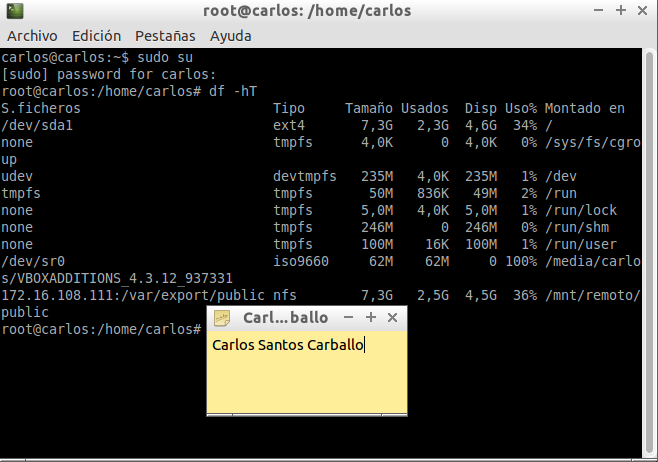 root@carlos: /home/carlos
Archivo Edición Pestañas Ayuda
carlos@carlos:~$ sudo su
[sudo] password for carlos:
root@carlos:/home/carlos# df -hT
S.ficheros Tipo Tamaño Usados Disp Uso% Montado en
/dev/sda1 ext4 7,3G 2,3G 4,6G 34% /
none tmpfs 4,0K 0 4,0K 0% /sys/fs/cgro
up
udev devtmpfs 235M 4,0K 235M 1% /dev
tmpfs tmpfs 50M 836K 49M 2% /run
none tmpfs 5,0M 4,0K 5,0M 1% /run/lock
none tmpfs 246M 0 246M 0% /run/shm
none tmpfs 100M 16K 100M 1% /run/user
/dev/sr0 iso9660 62M 62M 0 100% /media/carlo
s/VBOXADDITIONS_4.3.12_937331
172.16.108.111:/var/export/public nfs 7,3G 2,5G 4,5G 36% /mnt/remoto/
public
root@carlos:/home/carlos#
Carl...ballo
Carlos Santos Carballo